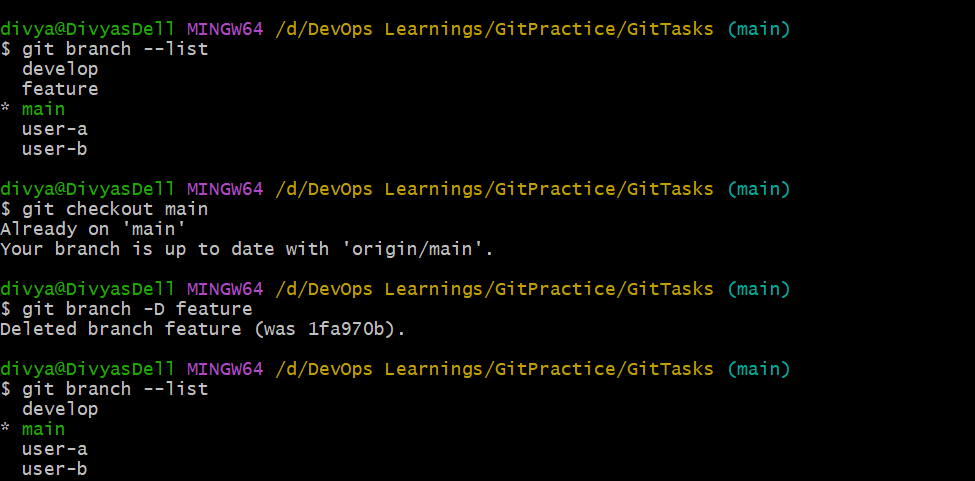 divya@DivyasDell MINGW64 /d/DevOps Learnings/GitPractice/GitTasks (main)
$ git branch --list
  develop
  feature
* main
  user-a
  user-b
divya@DivyasDell MINGW64 /d/DevOps Learnings/GitPractice/GitTasks (main)
$ git checkout main
Already on 'main'
Your branch is up to date with 'origin/main'.
divya@DivyasDell MINGW64 /d/DevOps Learnings/GitPractice/GitTasks (main)
$ git branch -D feature
Deleted branch feature (was 1fa970b).
divya@DivyasDell MINGW64 /d/DevOps Learnings/GitPractice/GitTasks (main)
$ git branch --list
  develop
* main
  user-a
  user-b